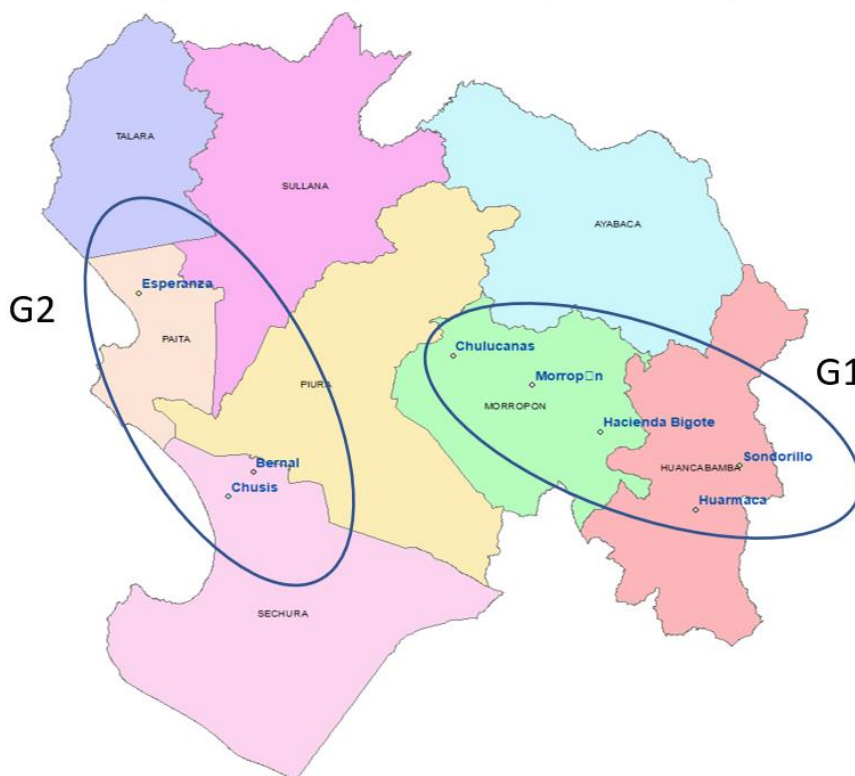 TALARA
SULLANA
AYABACA
Esperanza
G2
PAITA
Chulucanas
PIURA
Morrop□n
G1
MORROPON
Hacienda Bigote
Bernal
Sondorillo
HUANCABAMBA
Chusis
Huarmaca
SECHURA